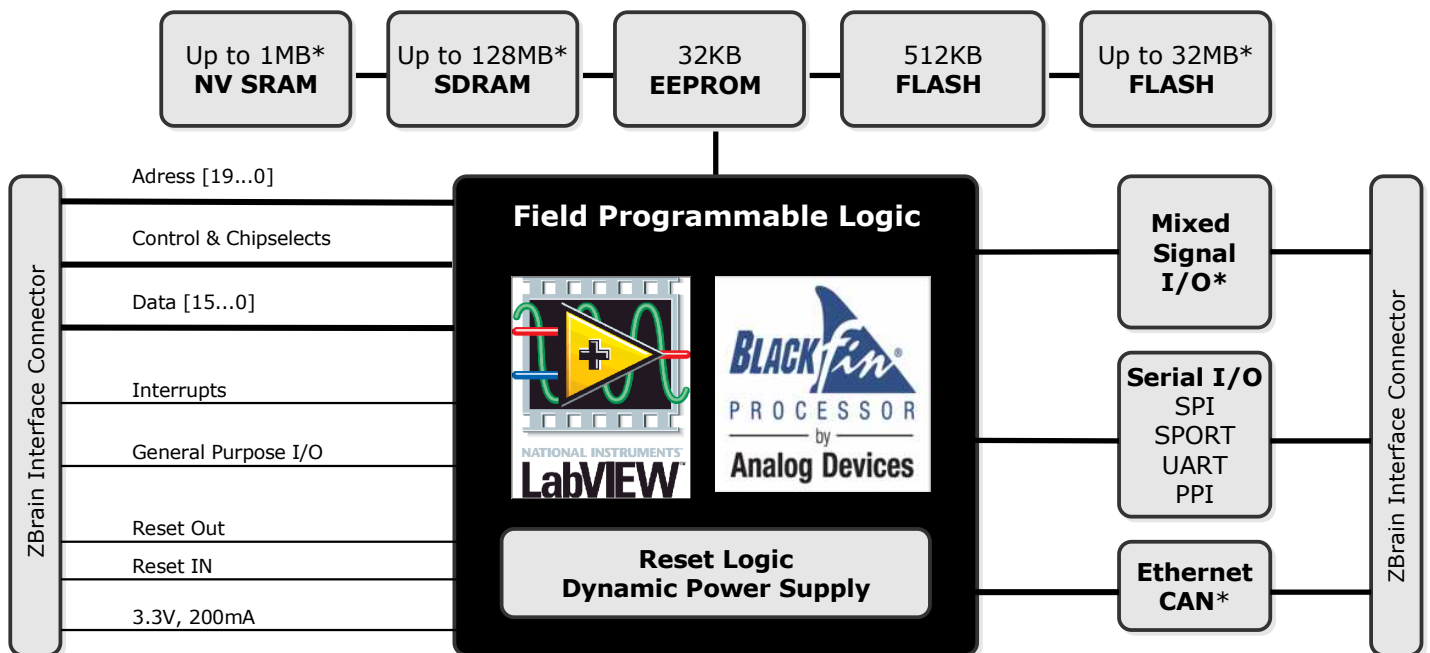 Up to 1MB*
NV SRAM
Up to 128MB*
SDRAM
32KB
EEPROM
512KB
FLASH
Up to 32MB*
FLASH
ZBrain Interface Connector
Adress [19...0]
Control & Chipselects
Data [15...0]
Interrupts
General Purpose I/O
Reset Out
Reset IN
3.3V, 200mA
Field Programmable Logic
NATIONAL INSTRUMENTS™
LabVIEW™
BLACKfin®
PROCESSOR
by
Analog Devices
Reset Logic
Dynamic Power Supply
Mixed
Signal
I/O*
Serial I/O
SPI
SPORT
UART
PPI
Ethernet
CAN*
ZBrain Interface Connector